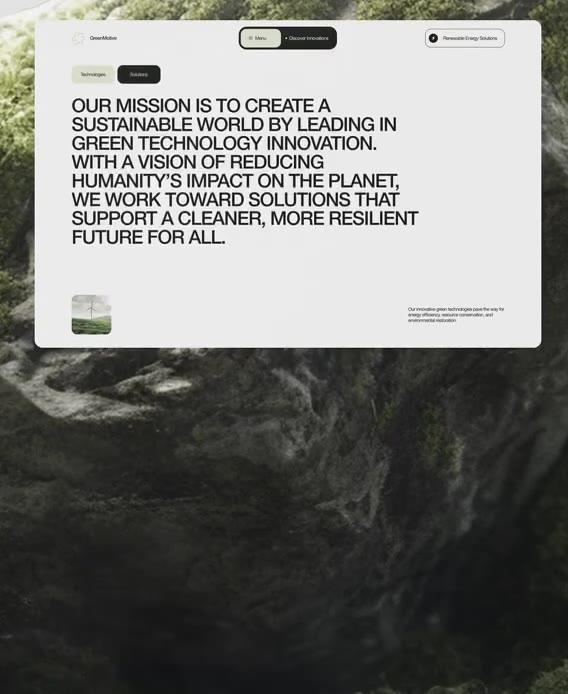 GreenMotive
Menu
Discover Innovations
Renewable Energy Solutions
Technologies
Solutions
OUR MISSION IS TO CREATE A
SUSTAINABLE WORLD BY LEADING IN
GREEN TECHNOLOGY INNOVATION.
WITH A VISION OF REDUCING
HUMANITY'S IMPACT ON THE PLANET,
WE WORK TOWARD SOLUTIONS THAT
SUPPORT A CLEANER, MORE RESILIENT
FUTURE FOR ALL.
Our innovative green technologies pave the way for
energy efficiency, resource conservation, and
environmental restoration